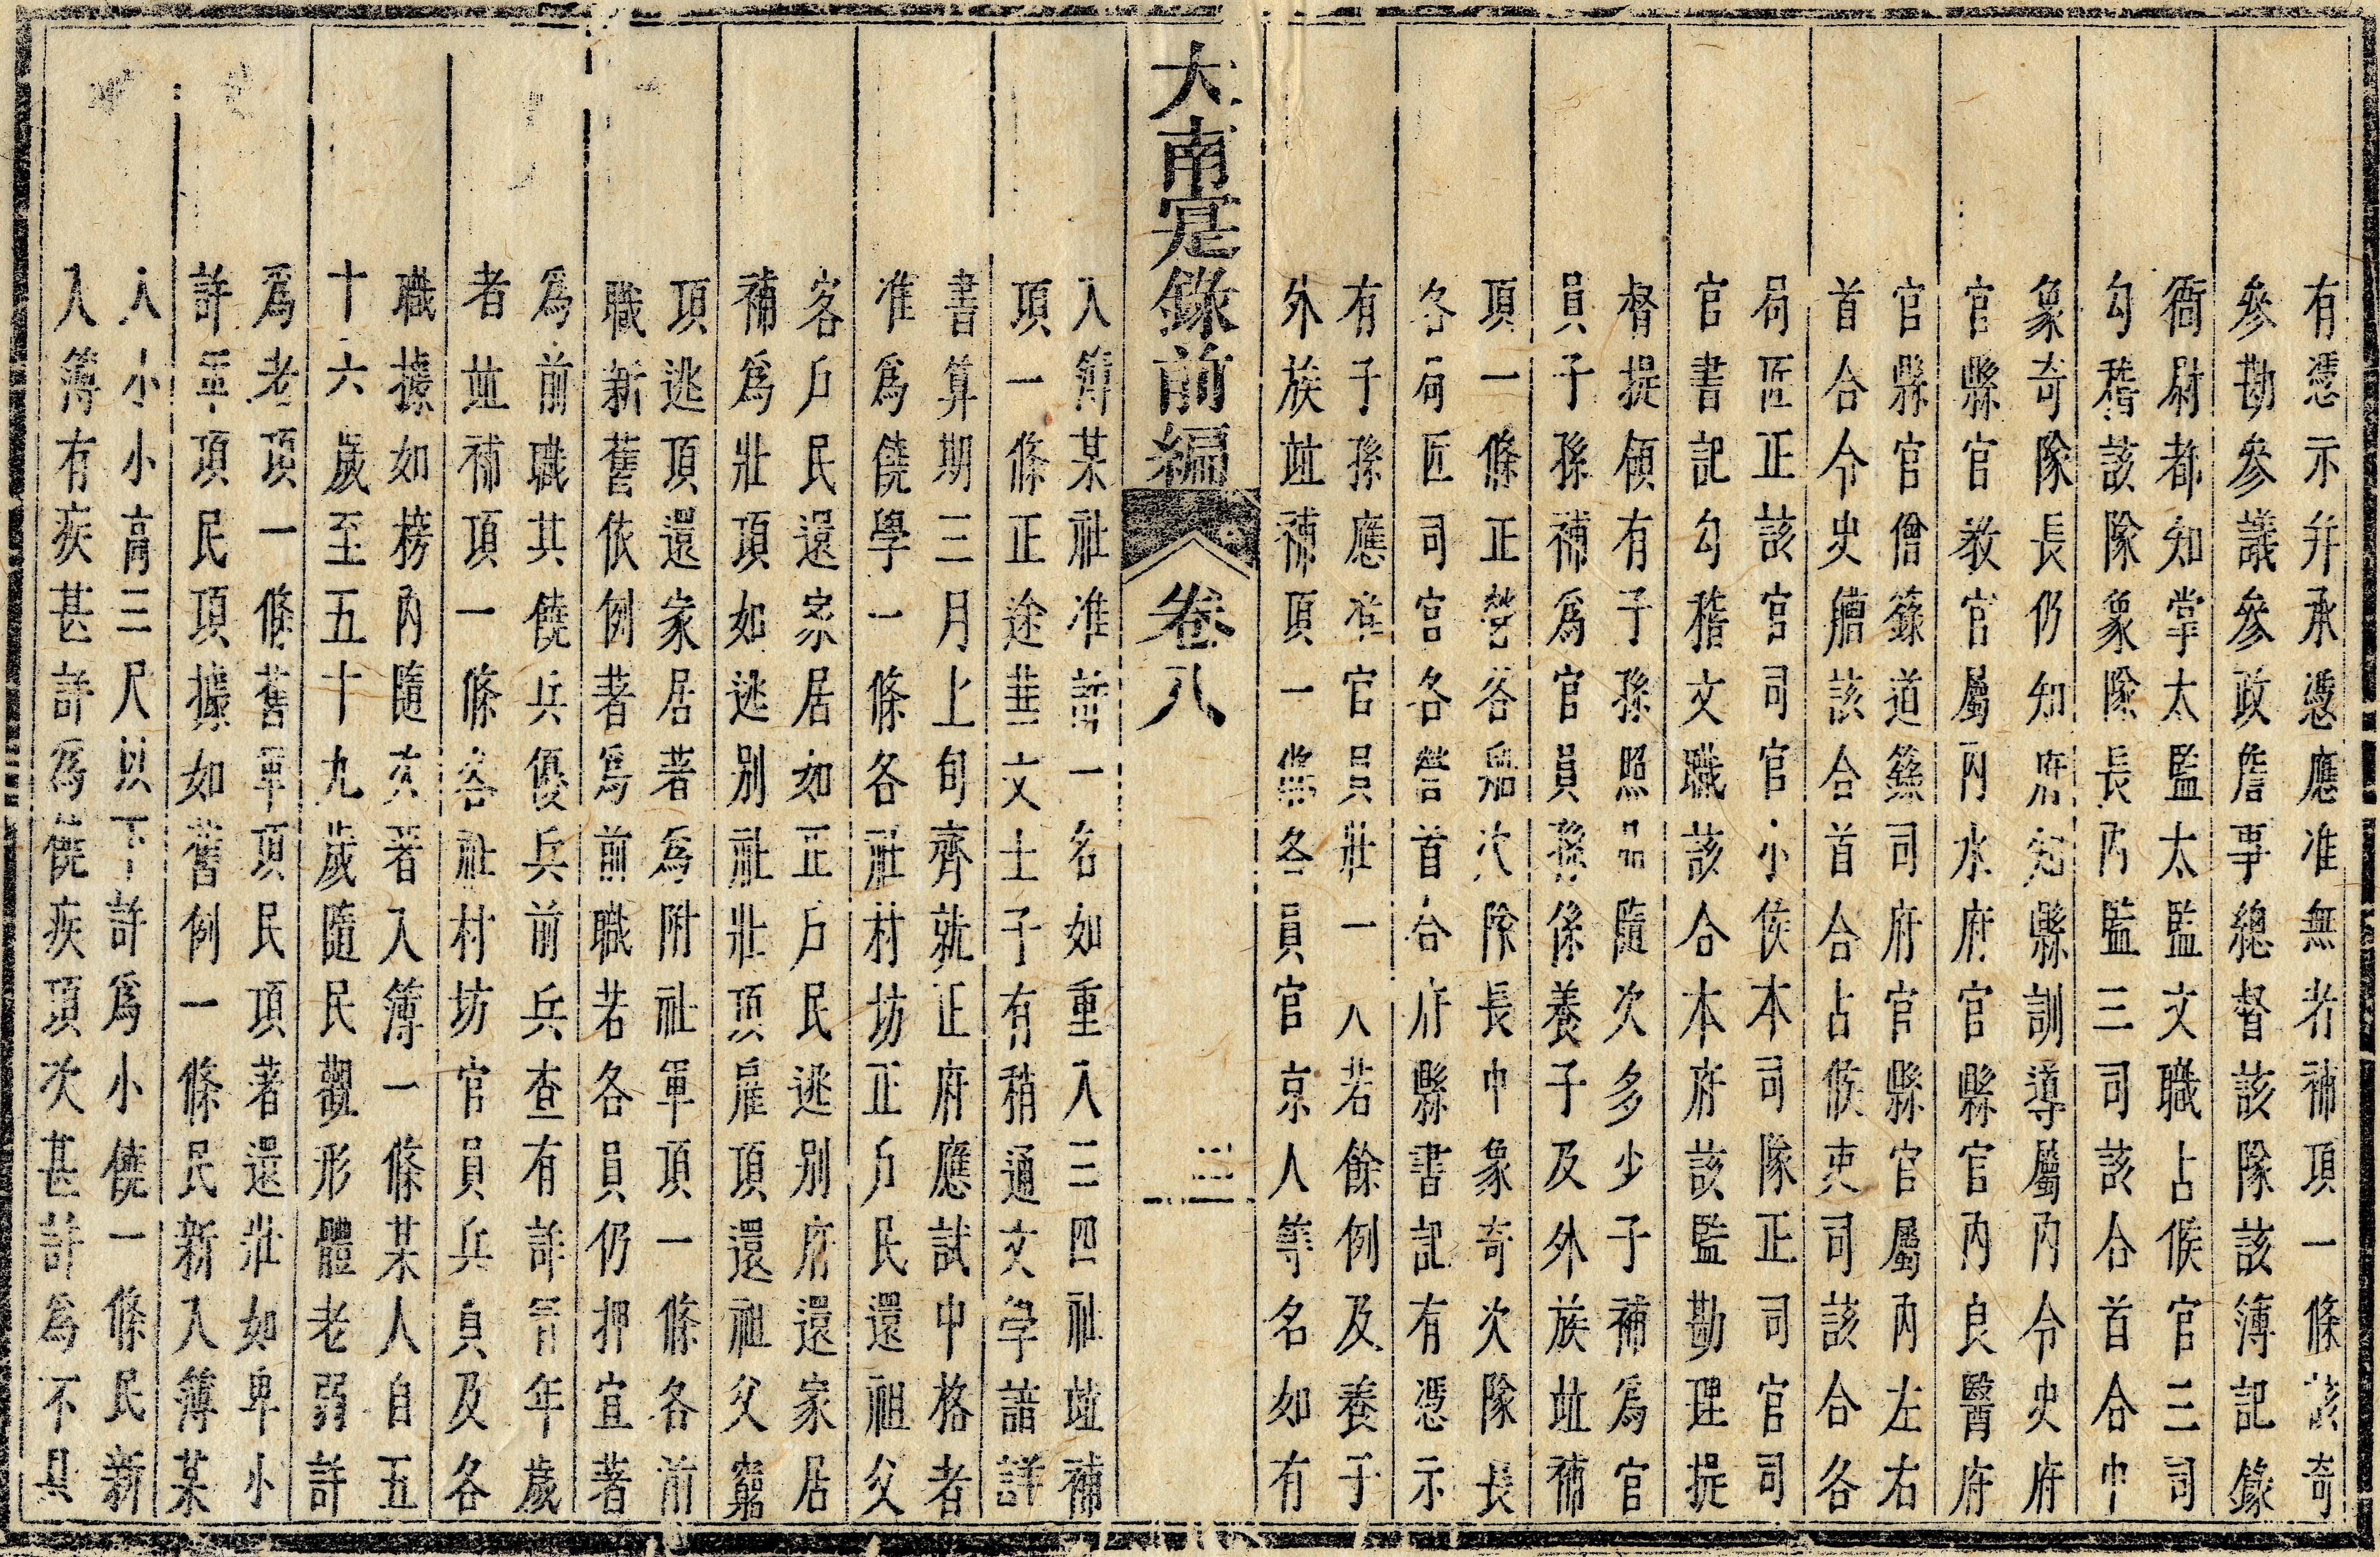 有憑示并承憑應准無者補項一條該奇
參勘參議參政詹事總督該隊該簿記錄
衙尉都知掌太監太監文職占候官三司
勾稽該隊象隊長內監三司該合首合中
象奇隊長仍知府知縣訓導屬內令史府
官縣官教官屬內水府官縣官內良醫府
官縣官僧籙道籙司府官縣官屬內左右
首合令史艚該合首合占候吏司該合各
局匠正該官司官小侯本司隊正司官司
官書記勾稽文職該合本府該監勘理提
督提領有子孫照品隨次多少子補為官
員子孫補為官員孫係養子及外族竝補
項一條正營各船次隊長中象奇次隊長
各局匠司官各營首合府縣書記有憑示
有子孫應准官員壯一人若餘例及養子
外族竝補項一條各員官京人等名如有
大南寔錄前編 卷八 三
入簿某社准許一名如重入三四社竝補
項一條正途華文士子有稍通文學諳詳
書算期三月上旬齊就正府應試中格者
准為饒學一條各社村坊正戶民還祖父
客戶民還家居如正戶民逃別府還家居
補為壯項如逃別社壯項雇項還祖父窮
項逃項還家居著為附社軍項一條各前
職新舊依例著為前職若各員仍押宜著
為前職其饒兵優兵前兵查有許冒年歲
者竝補項一條各社村坊官員兵員及各
職據如榜內隨次著入簿一條某人自五
十六歲至五十九歲隨民觀形體老弱許
為老項一條舊軍項民項著還壯如卑小
許軍項民項據如舊例一條民新入簿某
人小小高三尺以下許為小饒一條民新
入簿有疾甚許為饒疾項次甚許為不具